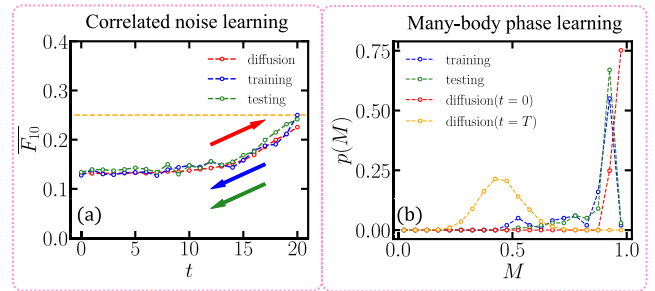 Correlated noise learning
0.4
0.3
0.2
0.1
0.0
F10
diffusion
training
testing
(a)
0
5
10
15
20
t
Many-body phase learning
0.75
0.50
0.25
0.00
p(M)
training
testing
diffusion(t = 0)
diffusion(t = T)
(b)
0.0
0.5
1.0
M